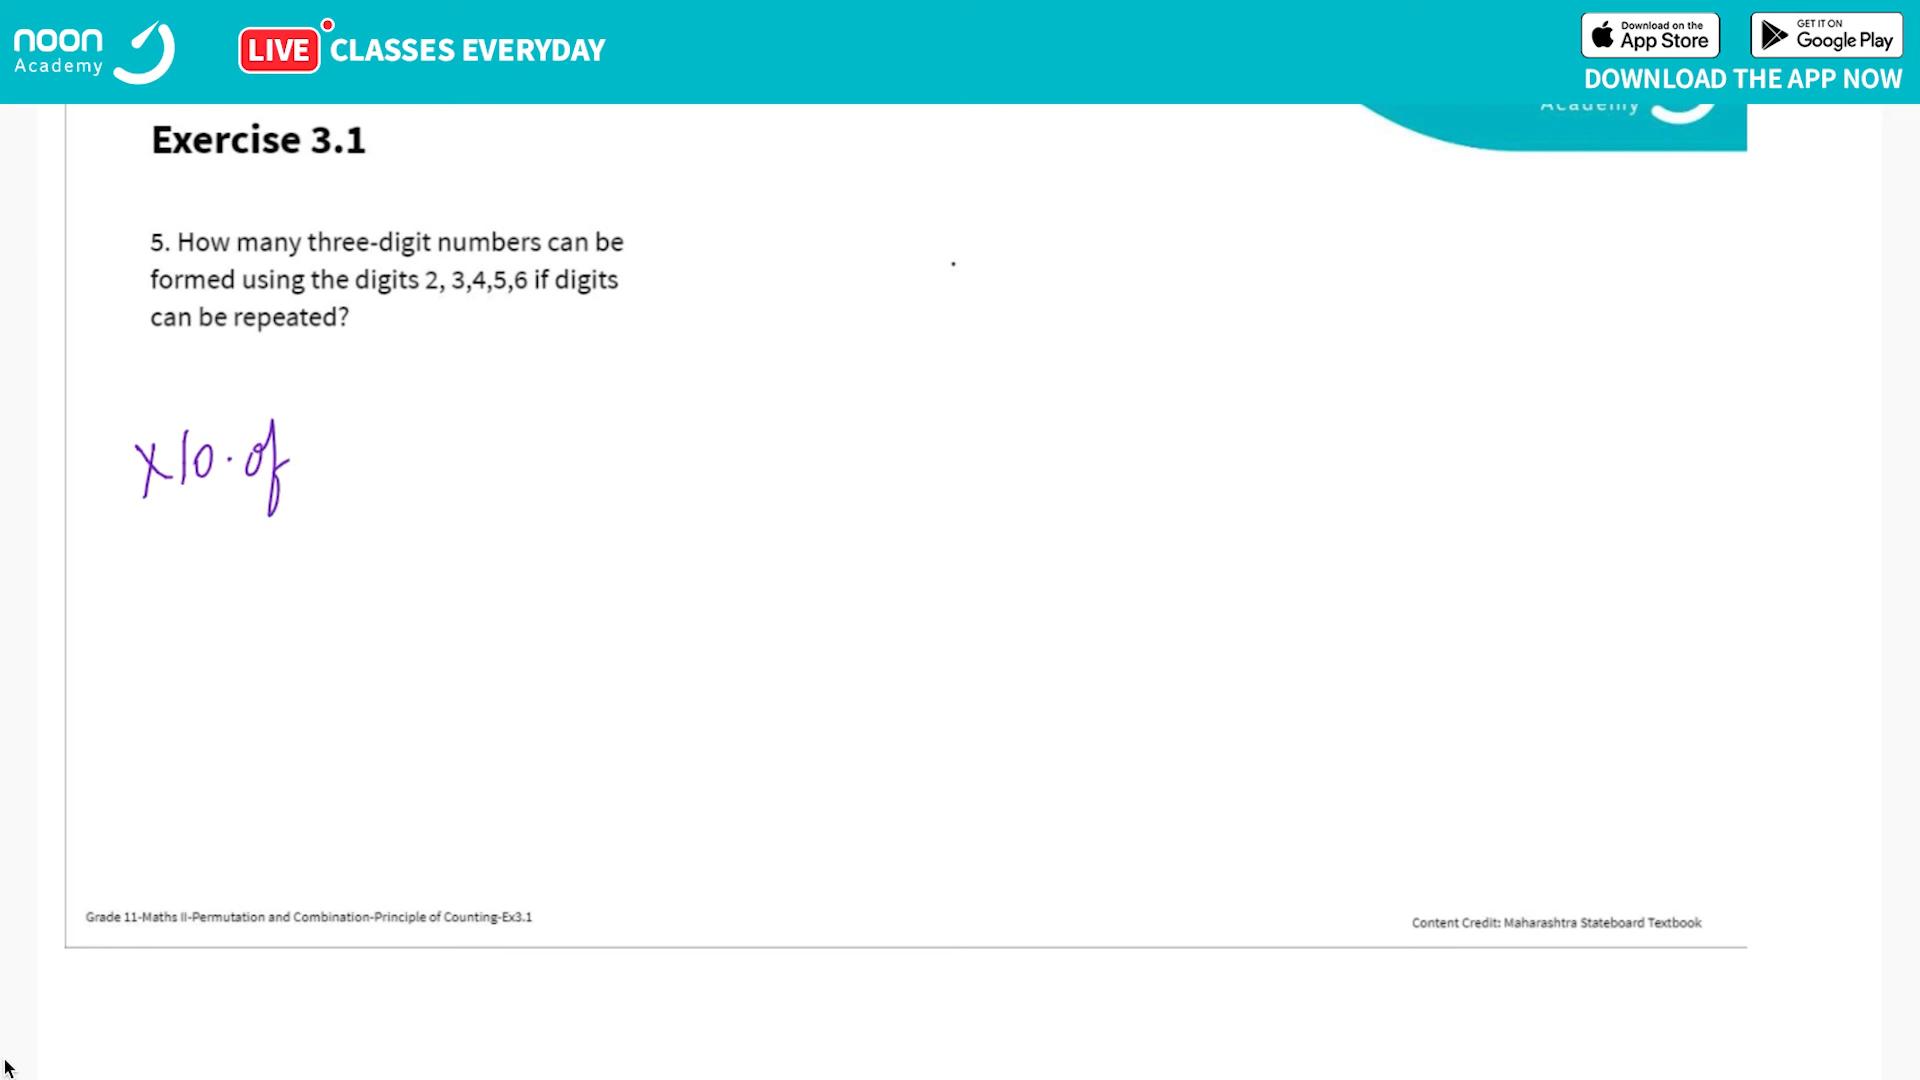 noon
Academy
LIVE CLASSES EVERYDAY
Download on the
App Store
GET IT ON
Google Play
DOWNLOAD THE APP NOW
Academy
Exercise 3.1
5. How many three-digit numbers can be
formed using the digits 2, 3,4,5,6 if digits
can be repeated?
No. of
Grade 11-Maths II-Permutation and Combination-Principle of Counting-Ex3.1
Content Credit: Maharashtra Stateboard Textbook